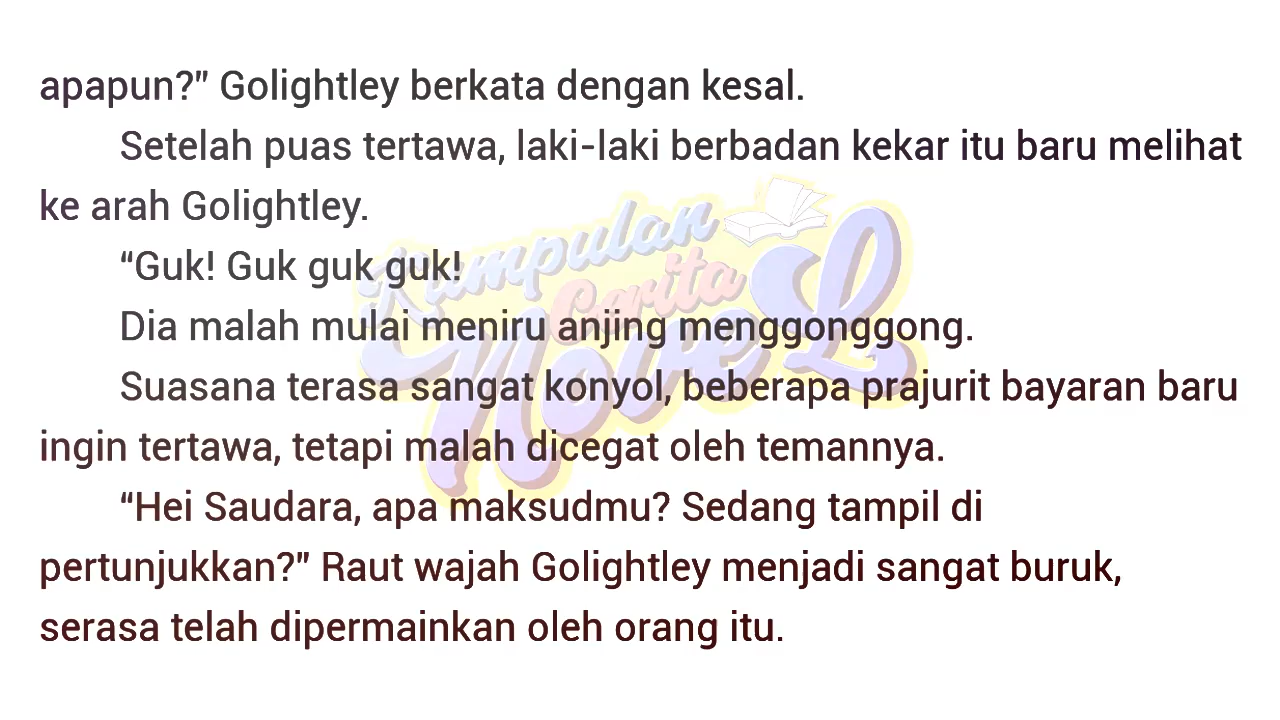 apapun?" Golightley berkata dengan kesal.
Setelah puas tertawa, laki-laki berbadan kekar itu baru melihat
ke arah Golightley.
“Guk! Guk guk guk!
Dia malah mulai meniru anjing menggonggong.
Suasana terasa sangat konyol, beberapa prajurit bayaran baru
ingin tertawa, tetapi malah dicegat oleh temannya.
“Hei Saudara, apa maksudmu? Sedang tampil di
pertunjukkan?" Raut wajah Golightley menjadi sangat buruk,
serasa telah dipermainkan oleh orang itu.
Kumpulan
Cerita
NoveL